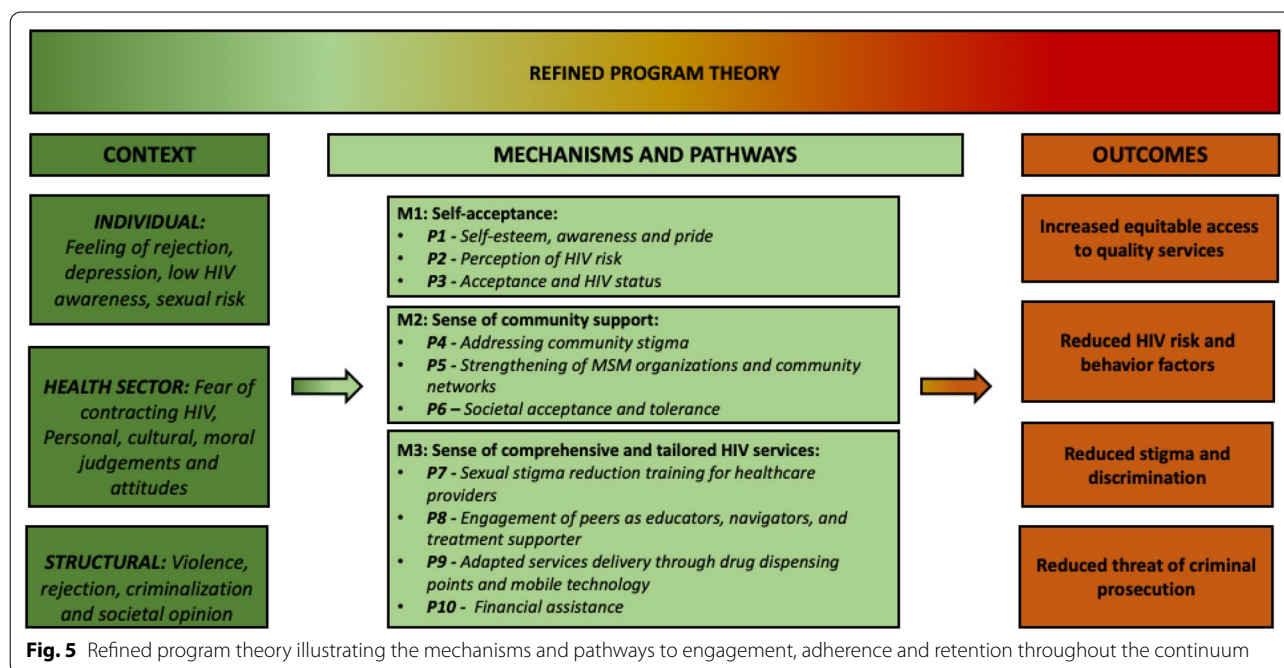 REFINED PROGRAM THEORY
CONTEXT
INDIVIDUAL:
Feeling of rejection,
depression, low HIV
awareness, sexual risk
HEALTH SECTOR: Fear of
contracting HIV,
Personal, cultural, moral
judgements and
attitudes
STRUCTURAL: Violence,
rejection, criminalization
and societal opinion
MECHANISMS AND PATHWAYS
M1: Self-acceptance:
• P1 - Self-esteem, awareness and pride
• P2 - Perception of HIV risk
• P3 - Acceptance and HIV status
M2: Sense of community support:
• P4 - Addressing community stigma
• P5 - Strengthening of MSM organizations and community
networks
• P6 – Societal acceptance and tolerance
M3: Sense of comprehensive and tailored HIV services:
• P7 - Sexual stigma reduction training for healthcare
providers
• P8 - Engagement of peers as educators, navigators, and
treatment supporter
• P9 - Adapted services delivery through drug dispensing
points and mobile technology
• P10 - Financial assistance
OUTCOMES
Increased equitable access
to quality services
Reduced HIV risk and
behavior factors
Reduced stigma and
discrimination
Reduced threat of criminal
prosecution
Fig. 5 Refined program theory illustrating the mechanisms and pathways to engagement, adherence and retention throughout the continuum